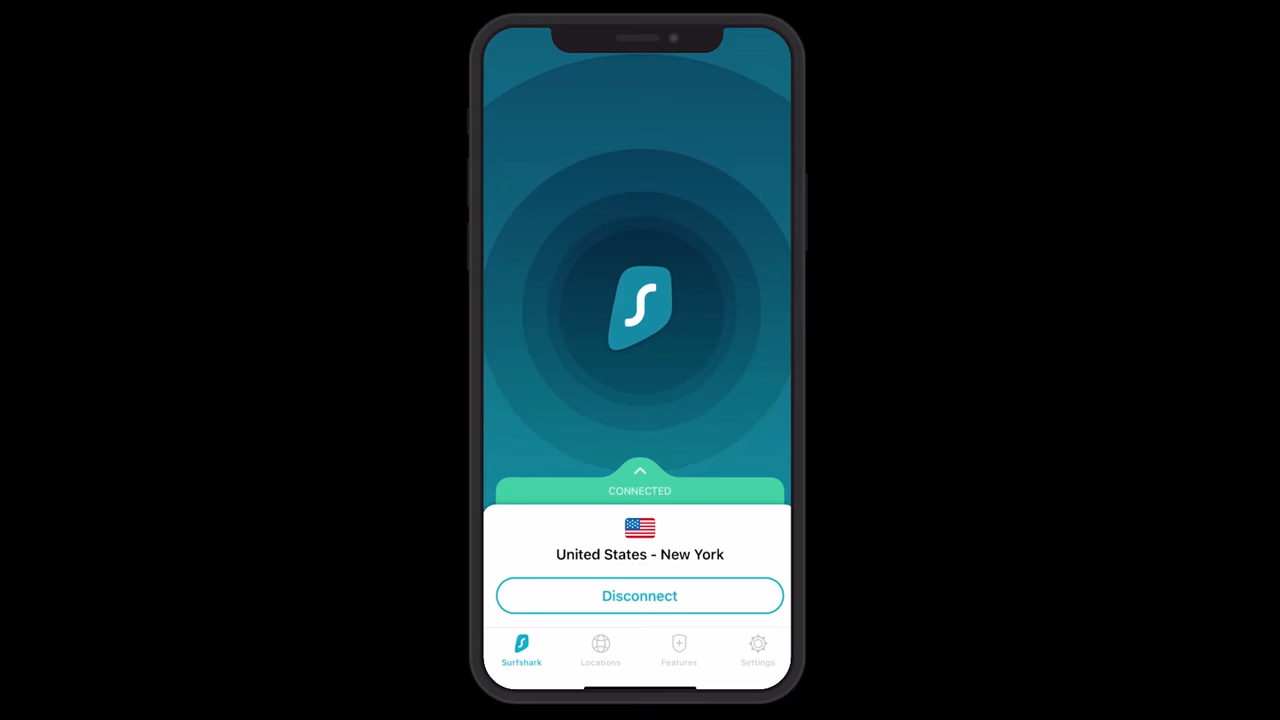 CONNECTED
United States - New York
Disconnect
Surfshark
Locations
Features
Settings